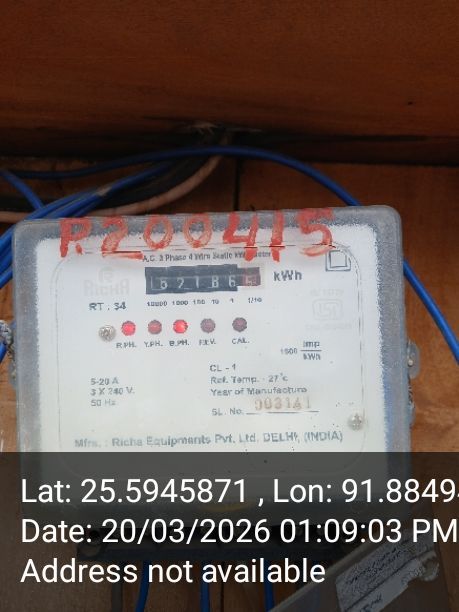 R200415
A.C. 3 Phase 4 Wire Static kWh Meter
RICHA
kWh
RT : 34
10000 1000 100 10 1 1/10
R.PH. Y.PH. B.PH. REV. CAL.
1600 Imp
kWh
CL - 1
5-20 A
Ref. Temp. - 27°c
3 X 240 V.
Year of Manufacture
50 Hz.
SL. No. 003141
Mfrs. : Richa Equipments Pvt. Ltd. DELHI, (INDIA)
Lat: 25.5945871 , Lon: 91.8849
Date: 20/03/2026 01:09:03 PM
Address not available